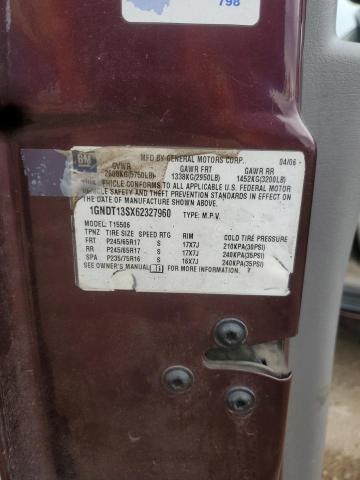 798
GM
MFD BY GENERAL MOTORS CORP. 04/06
GVWR GAWR FRT GAWR RR
2608KG(5750LB) 1338KG(2950LB) 1452KG(3200LB)
THIS VEHICLE CONFORMS TO ALL APPLICABLE U.S. FEDERAL MOTOR
VEHICLE SAFETY AND THEFT PREVENTION STANDARDS IN EFFECT ON
THE DATE OF MANUFACTURE SHOWN ABOVE.
1GNDT13SX62327960 TYPE: M.P.V.
MODEL: T15506
TPNZ TIRE SIZE SPEED RTG RIM COLD TIRE PRESSURE
FRT P245/65R17 S 17X7J 210KPA(30PSI)
RR P245/65R17 S 17X7J 240KPA(35PSI)
SPA P235/75R16 S 16X7J 240KPA(35PSI)
SEE OWNER'S MANUAL FOR MORE INFORMATION